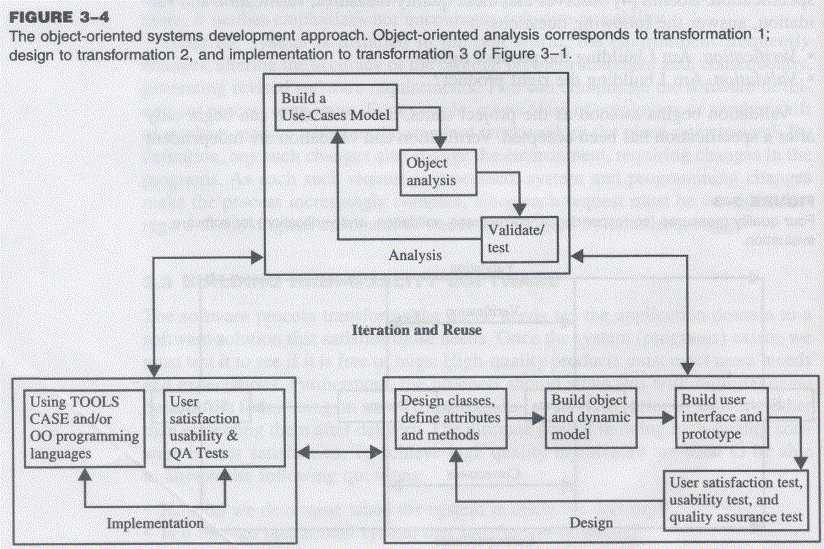 FIGURE 3–4
The object-oriented systems development approach. Object-oriented analysis corresponds to transformation 1;
design to transformation 2, and implementation to transformation 3 of Figure 3–1.
Build a
Use-Cases Model
Object
analysis
Validate/
test
Analysis
Iteration and Reuse
Using TOOLS
CASE and/or
OO programming
languages
User
satisfaction
usability &
QA Tests
Implementation
Design classes,
define attributes
and methods
Build object
and dynamic
model
Build user
interface and
prototype
User satisfaction test,
usability test, and
quality assurance test
Design